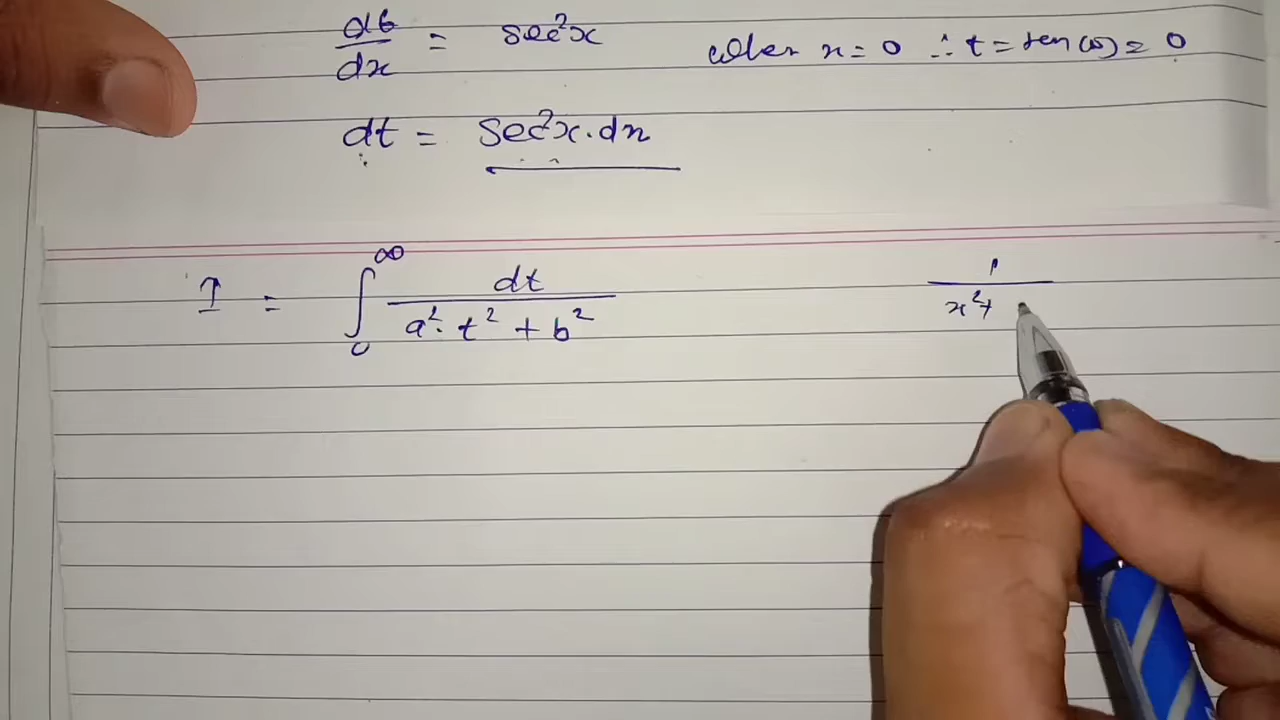 dt/dx = sec²x when x = 0 ∴ t = tan(0) = 0
dt = sec²x.dx
I = ∫₀^∞ dt / (a². t² + b²)
1 / (x² +